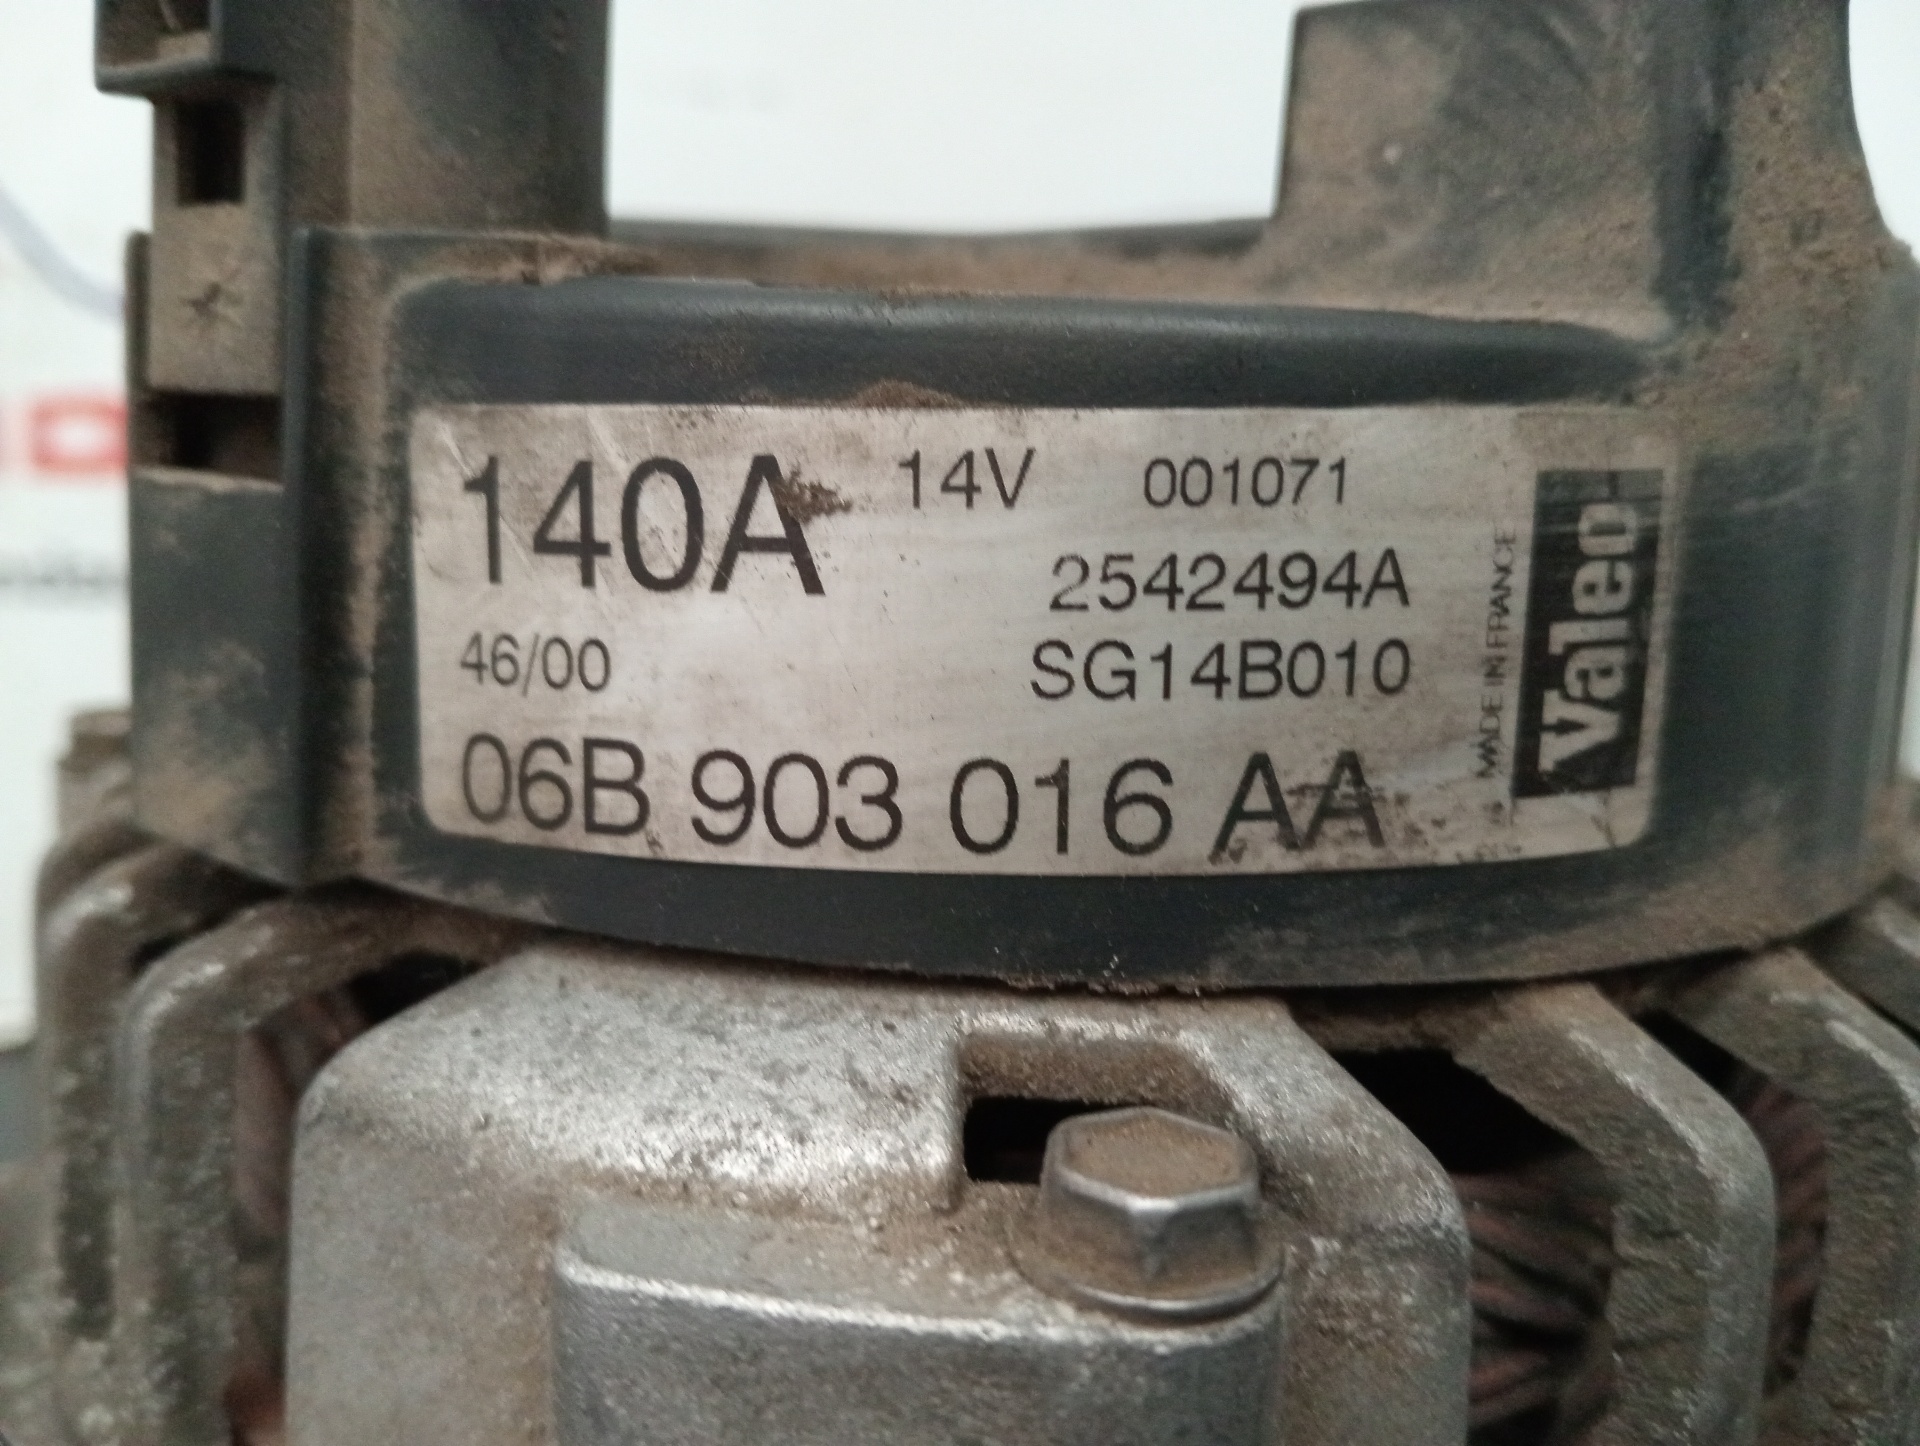 140A 14V 001071
2542494A
46/00 SG14B010
06B 903 016 AA
MADE IN FRANCE
Valeo